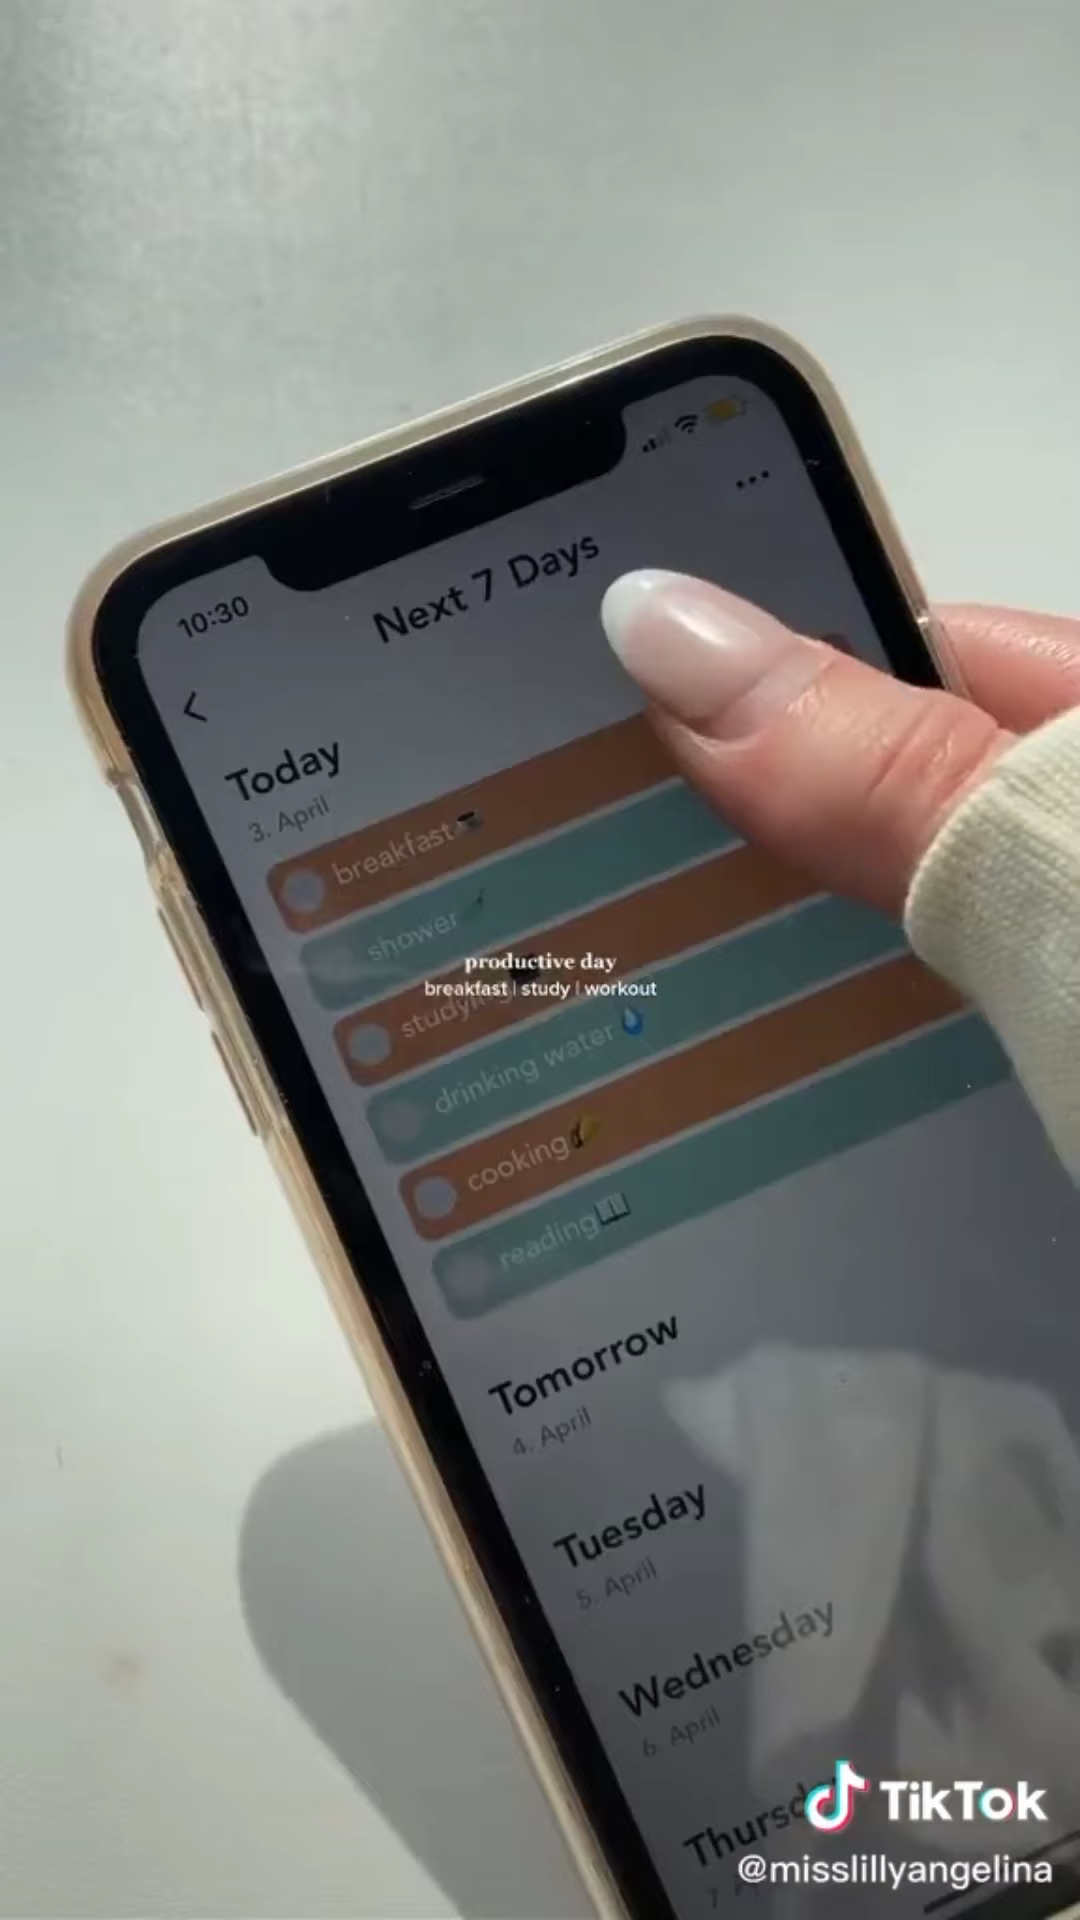 10:30
Next 7 Days
Today
3. April
breakfast
shower
productive day
breakfast | study | workout
studying
drinking water
cooking
reading
Tomorrow
4. April
Tuesday
5. April
Wednesday
6. April
TikTok
@misslillyangelina